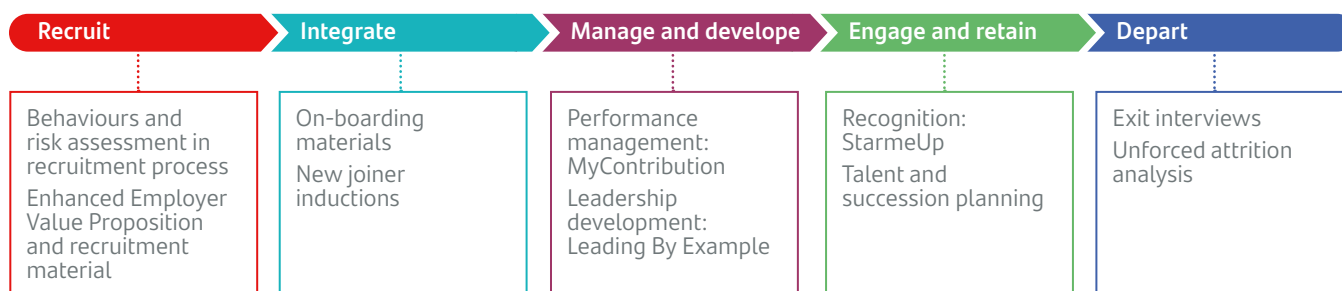 Recruit
Integrate
Manage and develope
Engage and retain
Depart
Behaviours and
risk assessment in
recruitment process
Enhanced Employer
Value Proposition
and recruitment
material
On-boarding
materials
New joiner
inductions
Performance
management:
MyContribution
Leadership
development:
Leading By Example
Recognition:
StarmeUp
Talent and
succession planning
Exit interviews
Unforced attrition
analysis